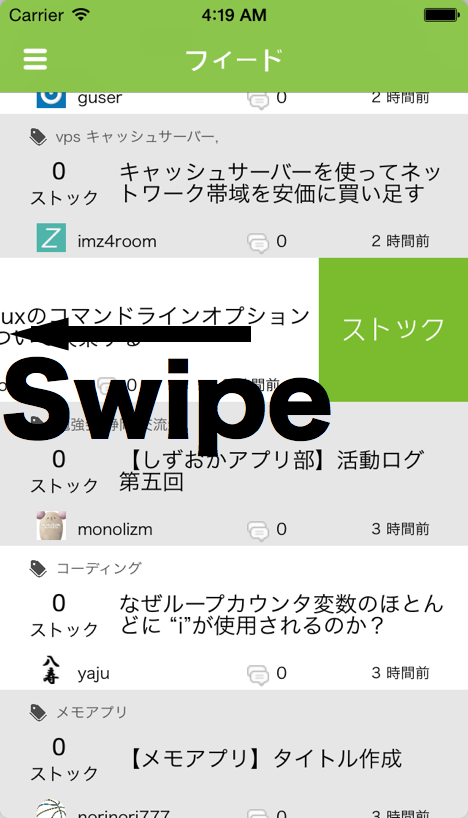 Carrier 4:19 AM
フィード
guser 0 2 時間前
vps キャッシュサーバー,
0
ストック
キャッシュサーバーを使ってネッ
トワーク帯域を安価に買い足す
imz4room 0 2 時間前
uxのコマンドラインオプション
ストック
0 時間前
Swipe
0
ストック
【しずおかアプリ部】活動ログ
第五回
monolizm 0 3 時間前
コーディング
0
ストック
なぜループカウンタ変数のほとん
どに “i”が使用されるのか？
yaju 0 3 時間前
メモアプリ
0
ストック
【メモアプリ】タイトル作成
norinori777 0 3 時間前